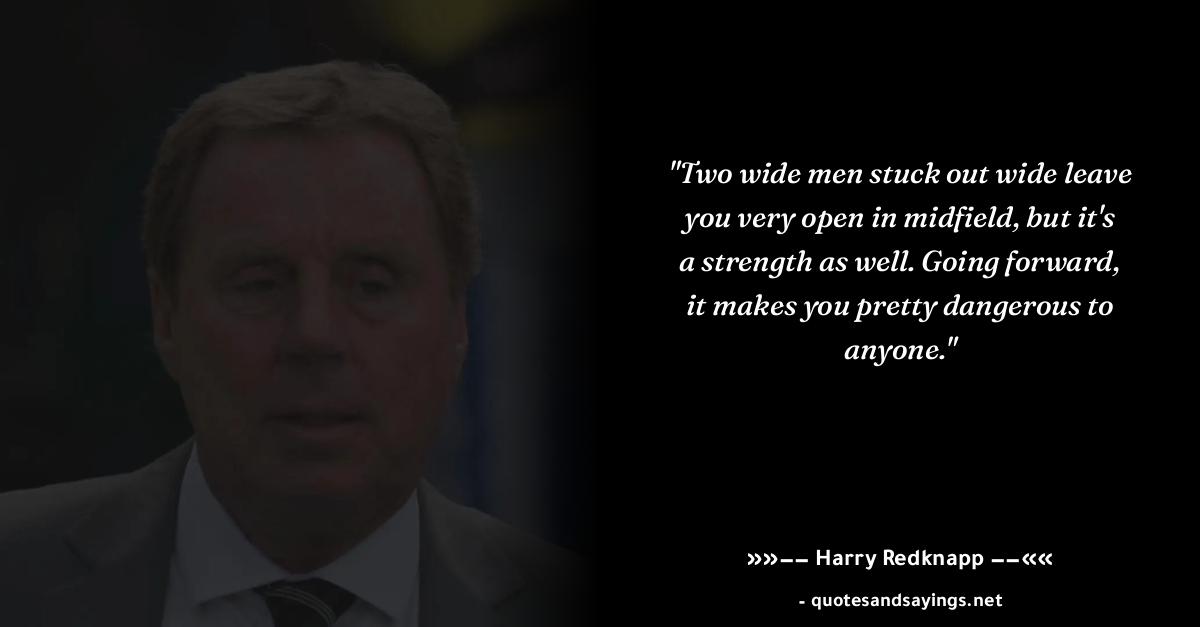 "Two wide men stuck out wide leave
you very open in midfield, but it's
a strength as well. Going forward,
it makes you pretty dangerous to
anyone."
»»−− Harry Redknapp −−««
- quotesandsayings.net